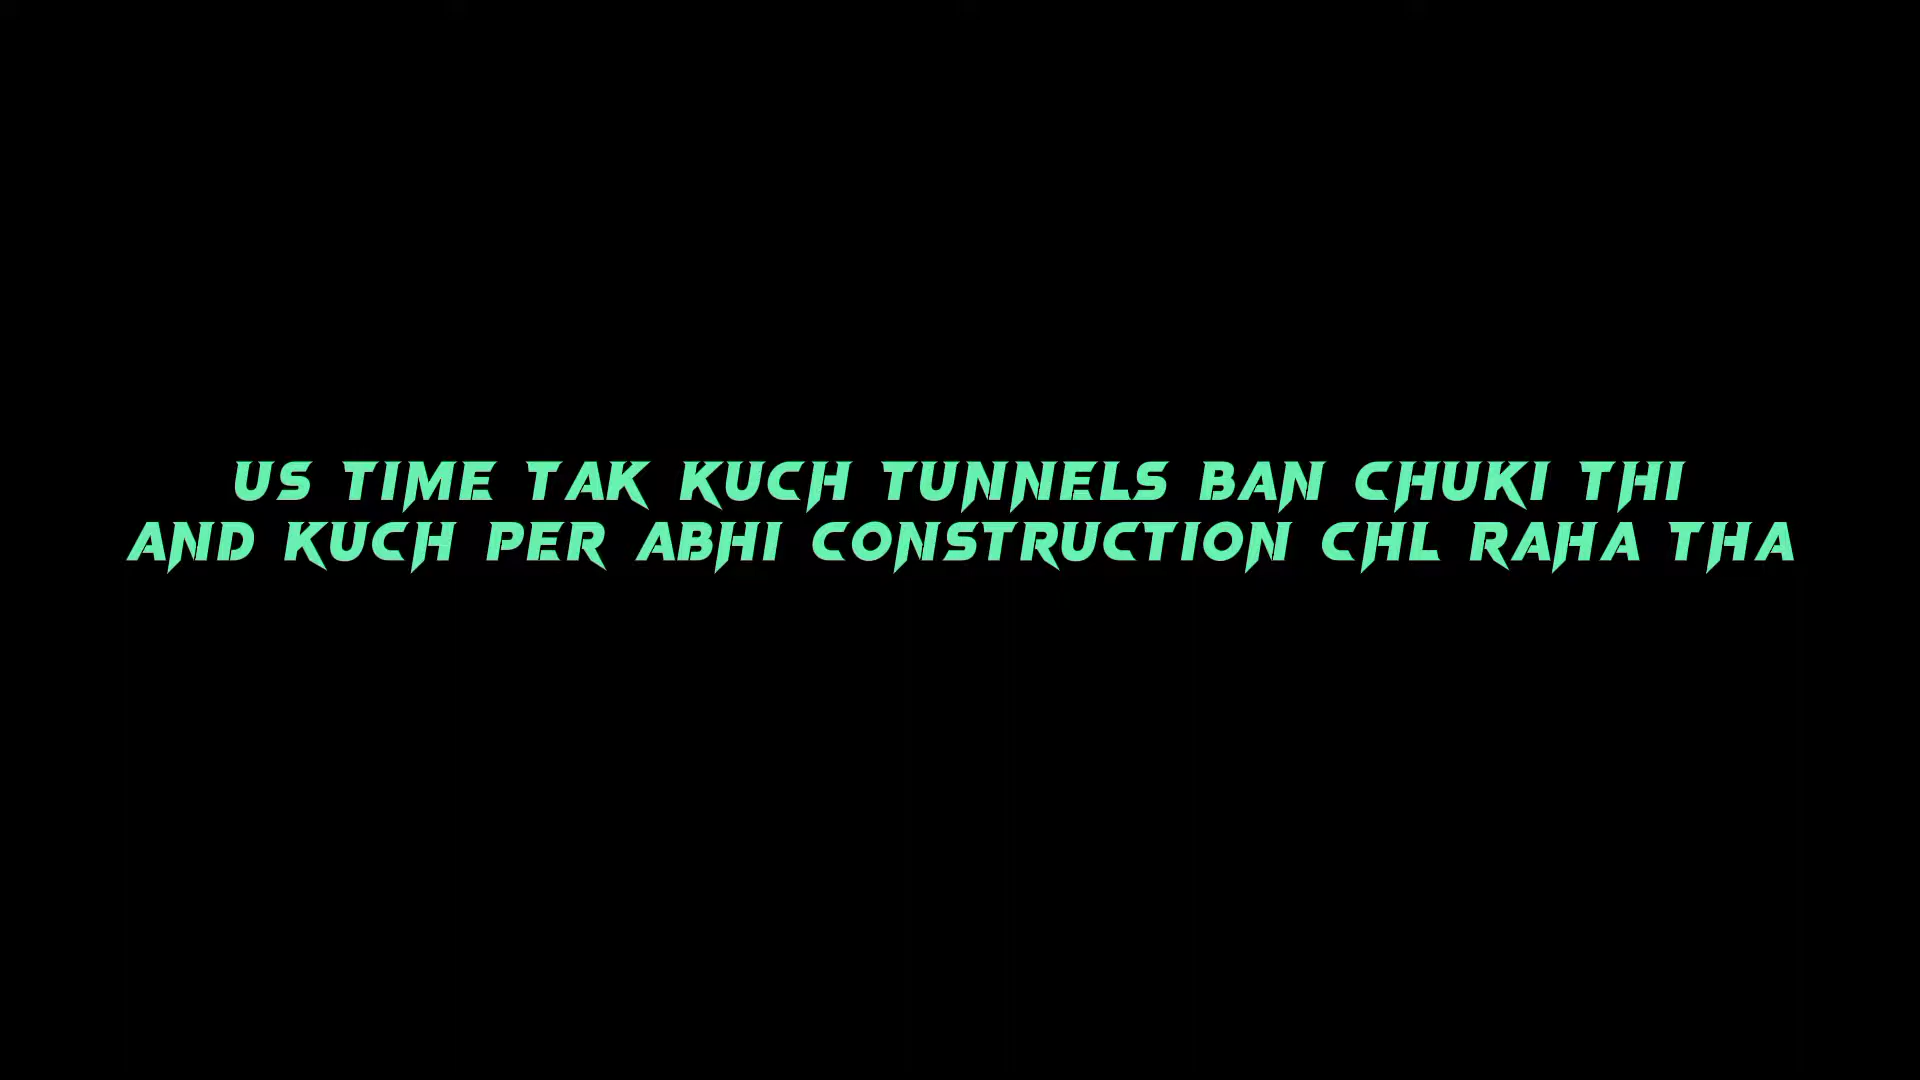 US TIME TAK KUCH TUNNELS BAN CHUKI THI
AND KUCH PER ABHI CONSTRUCTION CHL RAHA THA